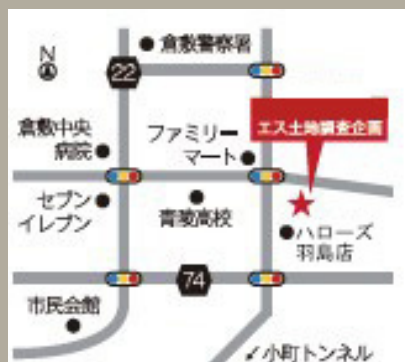 N
倉敷警察署
22
エス土地調査企画
倉敷中央
病院
ファミリー
マート
セブン
イレブン
青陵高校
ハローズ
羽島店
74
市民会館
小町トンネル